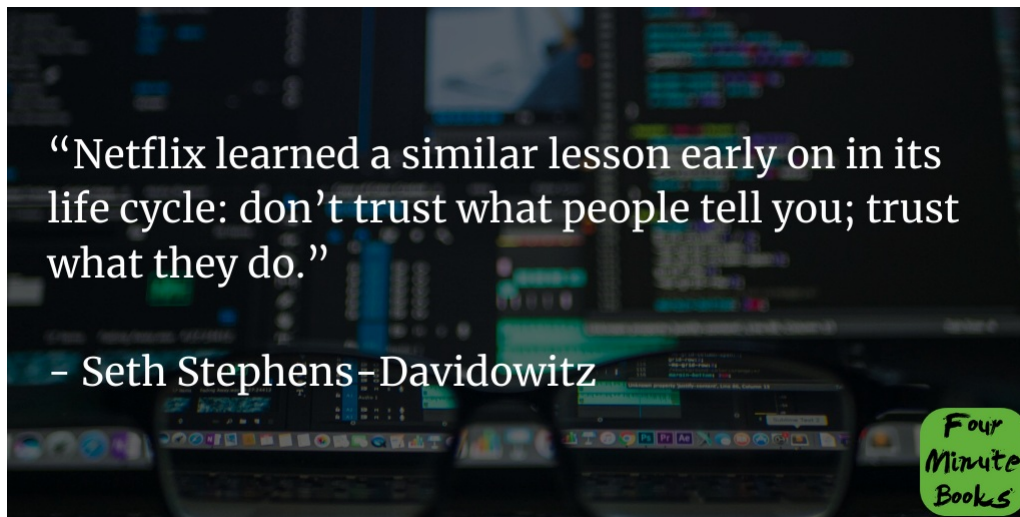 “Netflix learned a similar lesson early on in its
life cycle: don’t trust what people tell you; trust
what they do.”
- Seth Stephens-Davidowitz
Four
Minute
Books